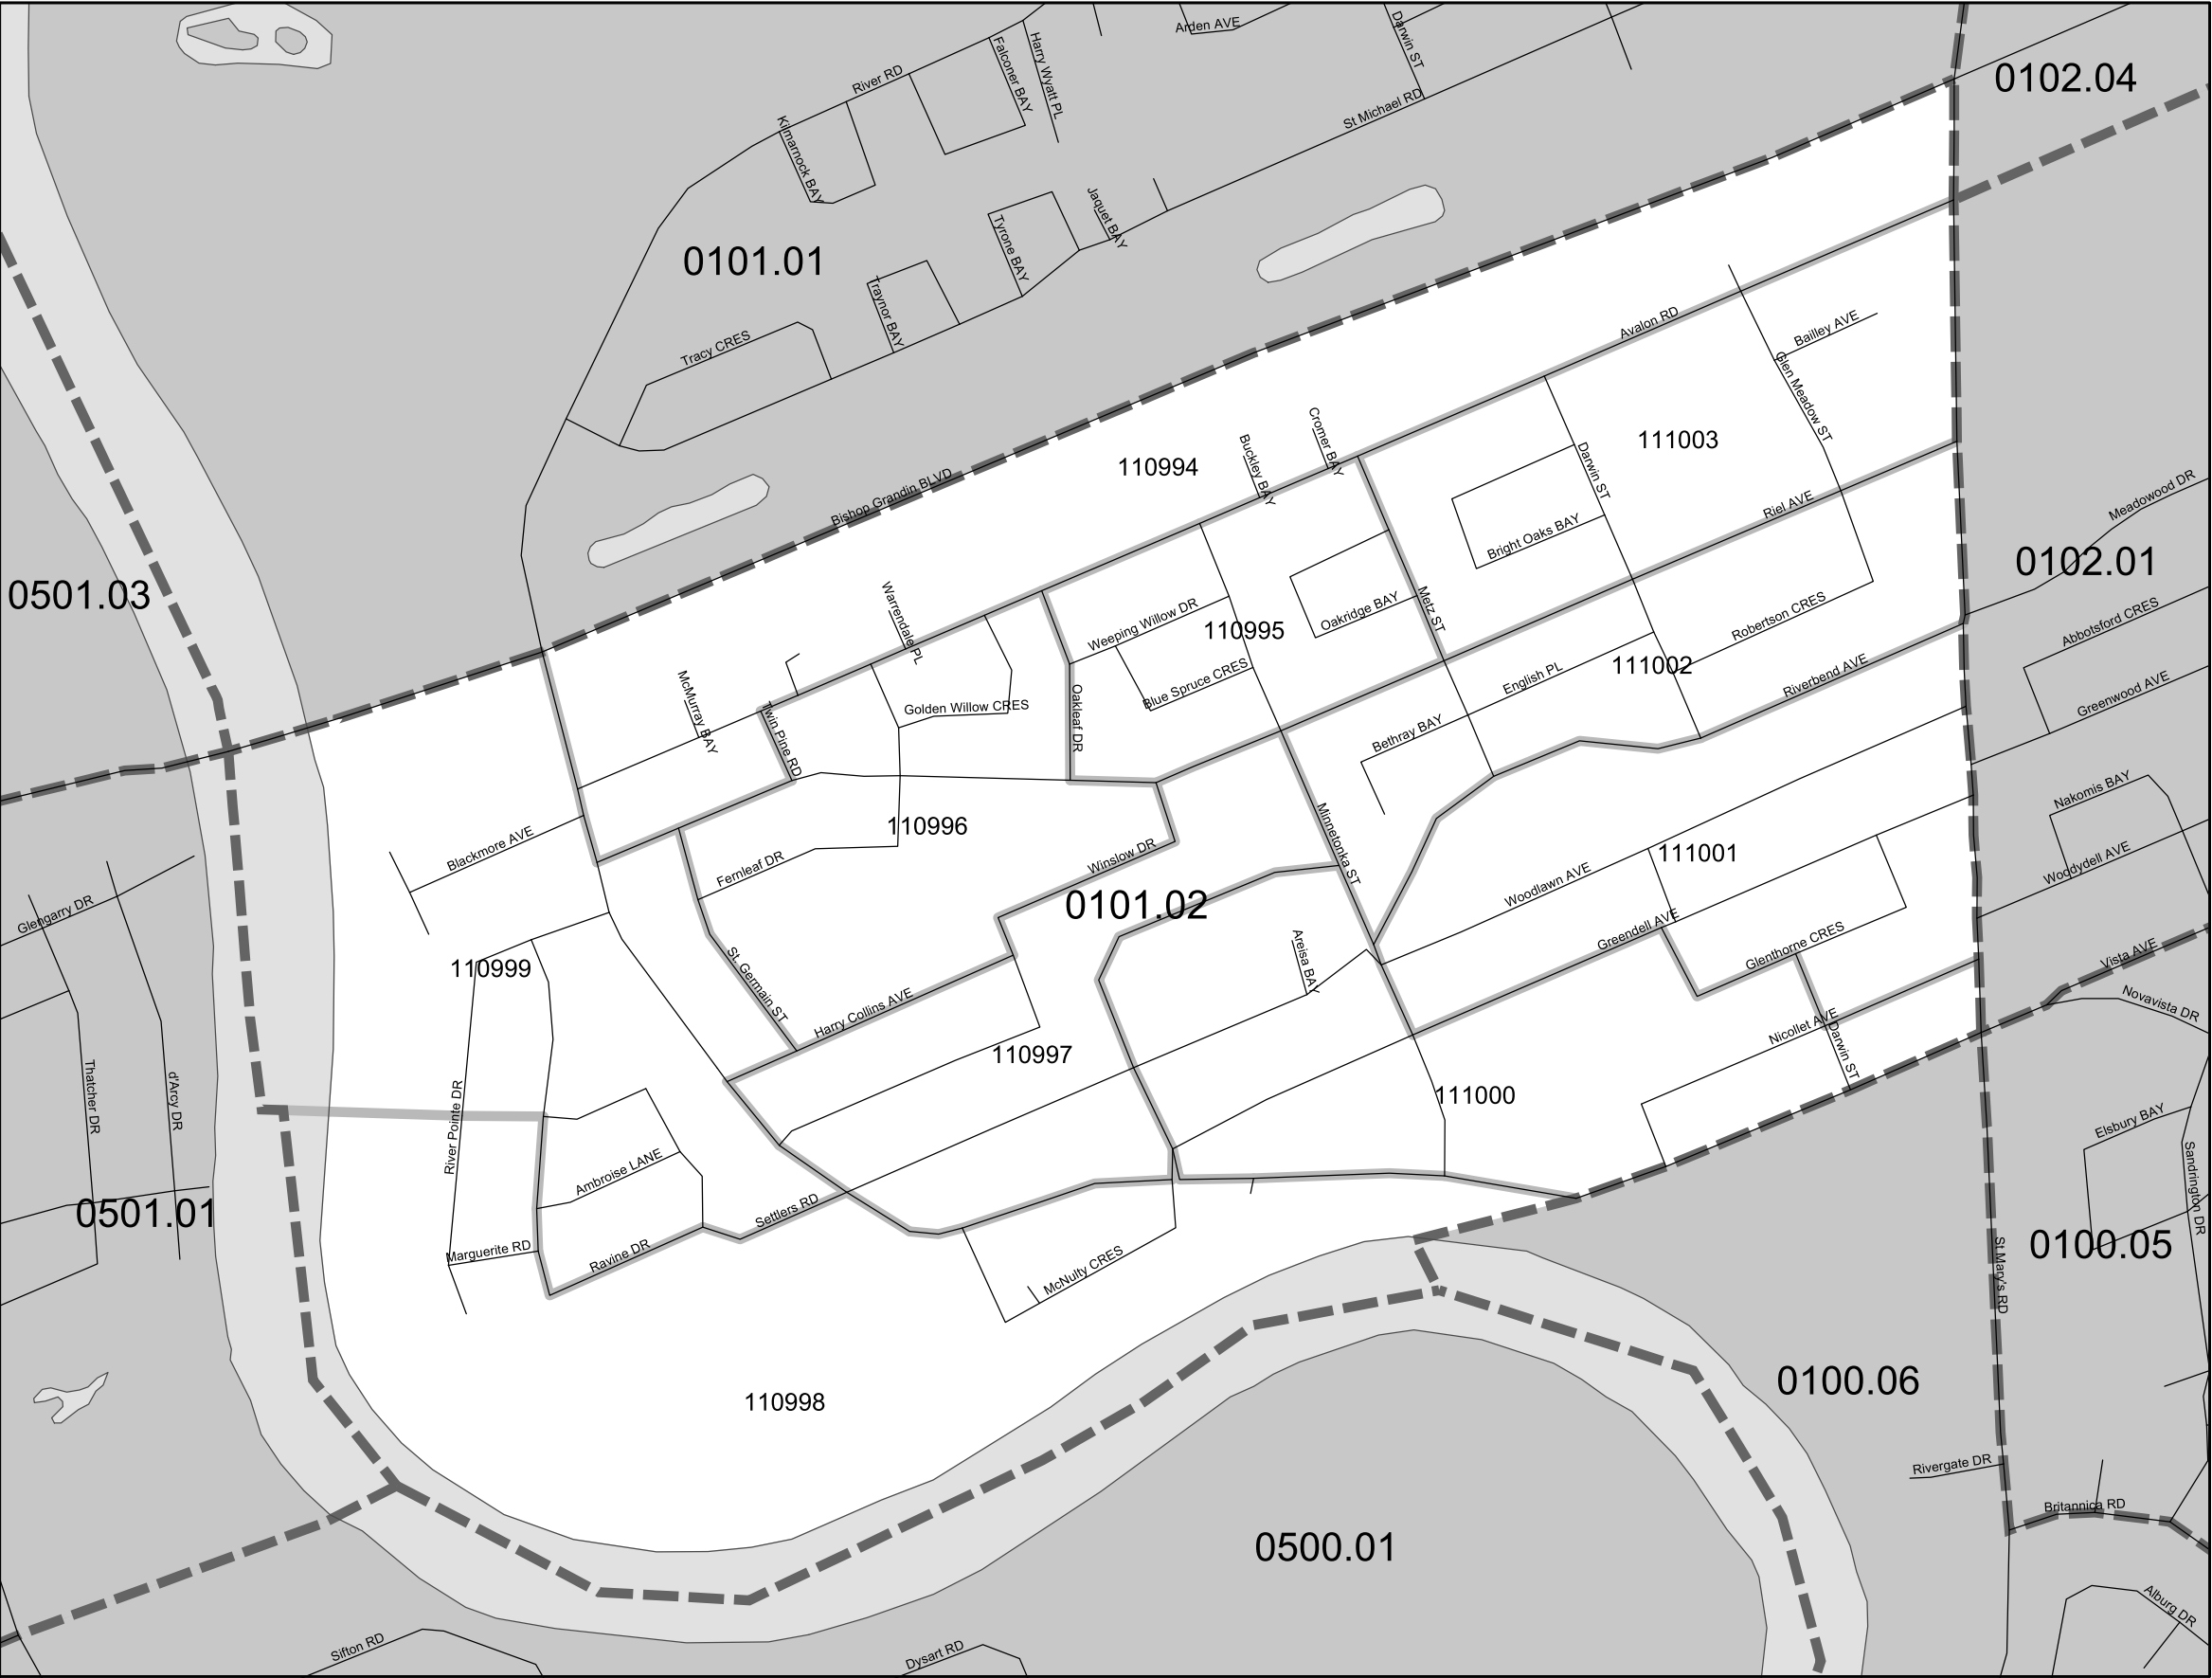 Arden AVE
Darwin ST
River RD
Falconer BAY
Harry Wyatt PL
0102.04
St Michael RD
Kilmarnock BAY
Jaquet BAY
Tyrone BAY
0101.01
Traynor BAY
Tracy CRES
Avalon RD
Bailley AVE
Glen Meadow ST
Cromer BAY
Buckley BAY
110994
111003
Darwin ST
Bishop Grandin BLVD
Meadowood DR
Riel AVE
Bright Oaks BAY
0102.01
0501.03
Warrendale PL
Weeping Willow DR
Oakridge BAY
Metz ST
110995
Robertson CRES
Abbotsford CRES
111002
Riverbend AVE
Blue Spruce CRES
English PL
Greenwood AVE
McMurray BAY
Twin Pine RD
Golden Willow CRES
Oakleaf DR
Bethray BAY
Nakomis BAY
110996
Blackmore AVE
Fernleaf DR
Winslow DR
Minnetonka ST
111001
Woodydell AVE
Woodlawn AVE
0101.02
Glengarry DR
Greendell AVE
Glenthorne CRES
Vista AVE
110999
Areisa BAY
St. Germain ST
Harry Collins AVE
Novavista DR
Nicollet AVE
Darwin ST
110997
Thatcher DR
d'Arcy DR
River Pointe DR
111000
Elsbury BAY
Ambroise LANE
Sandrington DR
0501.01
Settlers RD
Marguerite RD
Ravine DR
McNulty CRES
St Mary's RD
0100.05
0100.06
110998
Rivergate DR
Britannica RD
0500.01
Alburg DR
Sifton RD
Dysart RD